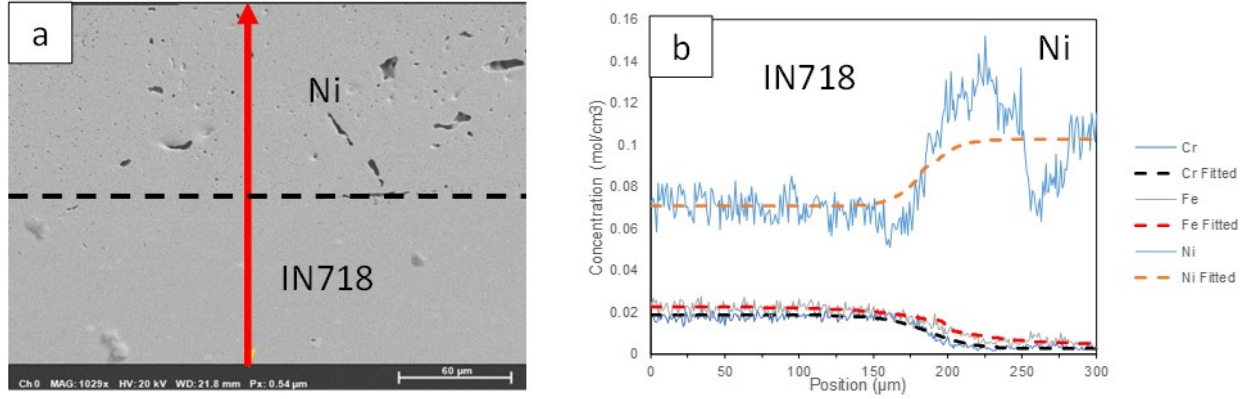 a
Ni
IN718
Ch 0 MAG: 1029x HV: 20 kV WD: 21.8 mm Px: 0.54 µm
60 µm
b
IN718
Ni
Concentration (mol/cm3)
0.16
0.14
0.12
0.1
0.08
0.06
0.04
0.02
0
0 50 100 150 200 250 300
Position (µm)
Cr
Cr Fitted
Fe
Fe Fitted
Ni
Ni Fitted